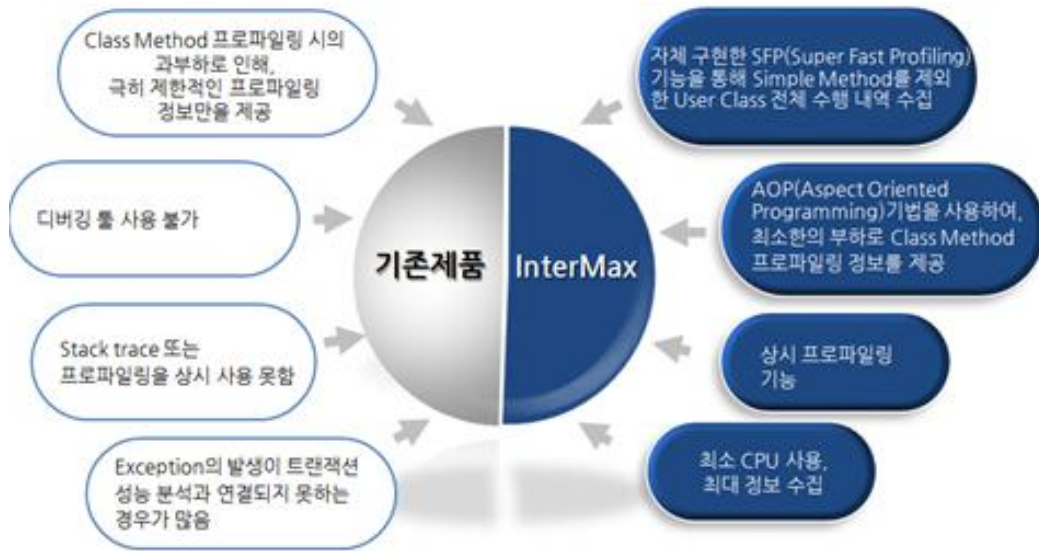 Class Method 프로파일링 시의
과부하로 인해,
극히 제한적인 프로파일링
정보만을 제공
디버깅 툴 사용 불가
Stack trace 또는
프로파일링을 상시 사용 못함
Exception의 발생이 트랜잭션
성능 분석과 연결되지 못하는
경우가 많음
기존제품
InterMax
자체 구현한 SFP(Super Fast Profiling)
기능을 통해 Simple Method를 제외
한 User Class 전체 수행 내역 수집
AOP(Aspect Oriented
Programming)기법을 사용하여,
최소한의 부하로 Class Method
프로파일링 정보를 제공
상시 프로파일링
기능
최소 CPU 사용,
최대 정보 수집